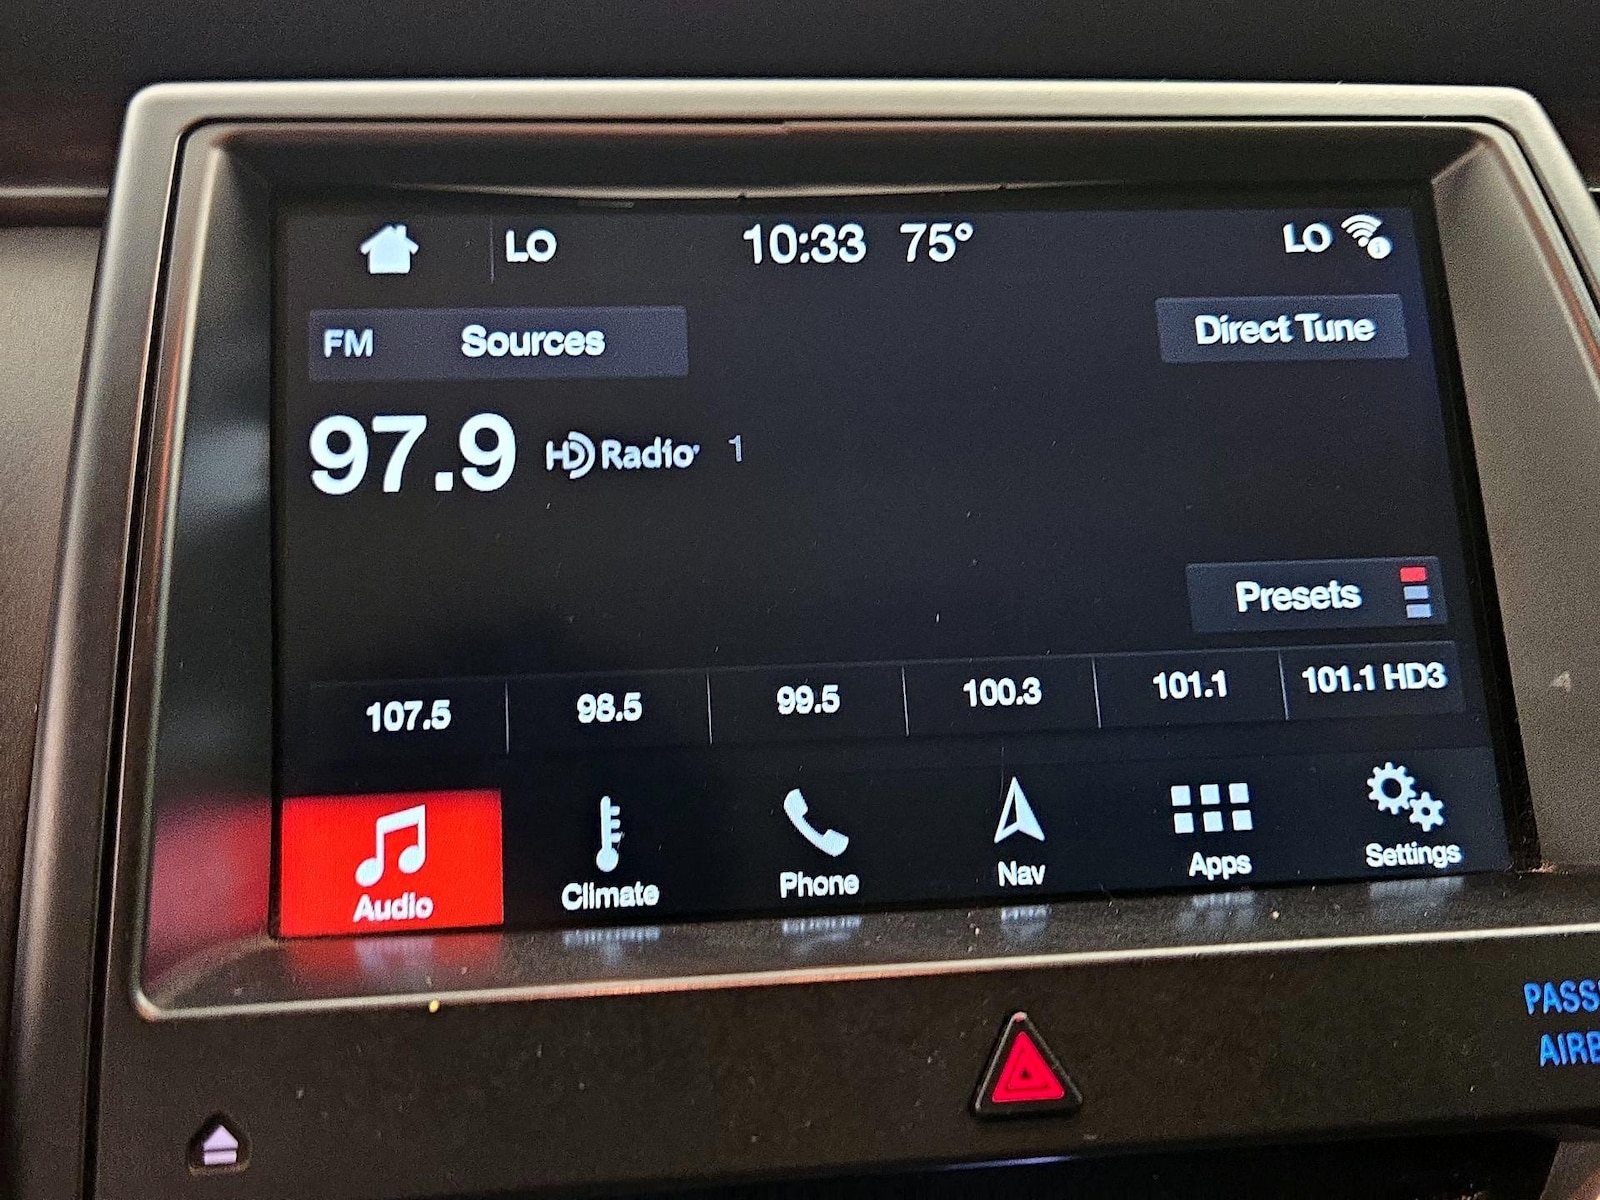 LO 10:33 75° LO
FM Sources Direct Tune
97.9 HD Radio 1
Presets
107.5 98.5 99.5 100.3 101.1 101.1 HD3
Audio Climate Phone Nav Apps Settings